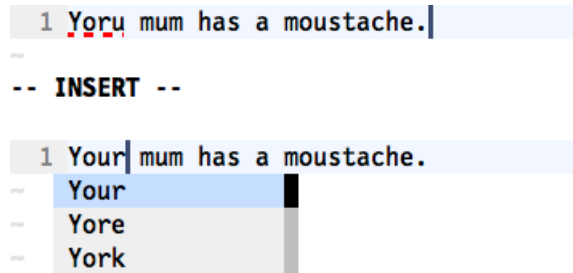 1 Yoru mum has a moustache.
~
-- INSERT --
1 Your mum has a moustache.
~ Your
~ Yore
~ York